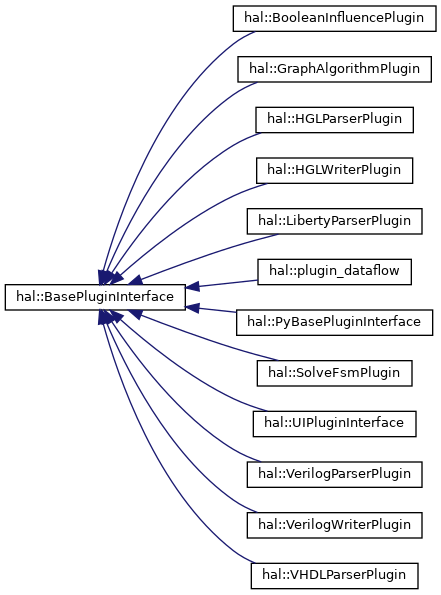 hal::BooleanInfluencePlugin
hal::GraphAlgorithmPlugin
hal::HGLParserPlugin
hal::HGLWriterPlugin
hal::LibertyParserPlugin
hal::plugin_dataflow
hal::BasePluginInterface
hal::PyBasePluginInterface
hal::SolveFsmPlugin
hal::UIPluginInterface
hal::VerilogParserPlugin
hal::VerilogWriterPlugin
hal::VHDLParserPlugin